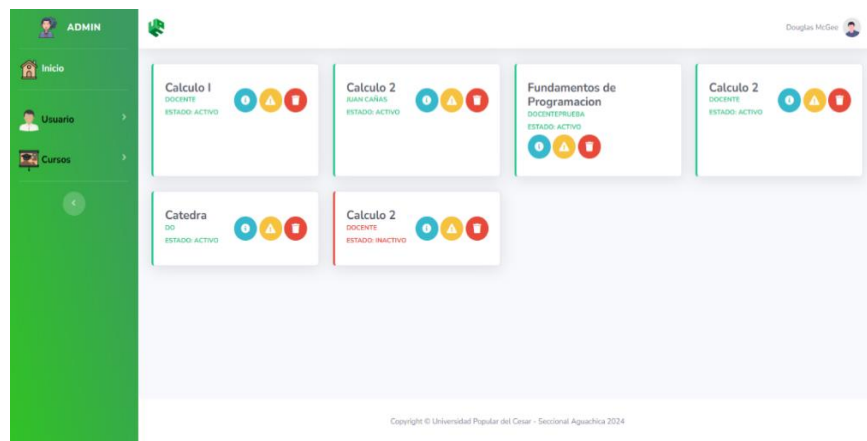 ADMIN
Douglas McGee
Inicio
Usuario
Cursos
Calculo I
DOCENTE
ESTADO: ACTIVO
Calculo 2
JUAN CAÑAS
ESTADO: ACTIVO
Fundamentos de
Programacion
DOCENTEPRUEBA
ESTADO: ACTIVO
Calculo 2
DOCENTE
ESTADO: ACTIVO
Catedra
DO
ESTADO: ACTIVO
Calculo 2
DOCENTE
ESTADO: INACTIVO
Copyright © Universidad Popular del Cesar - Seccional Aguachica 2024